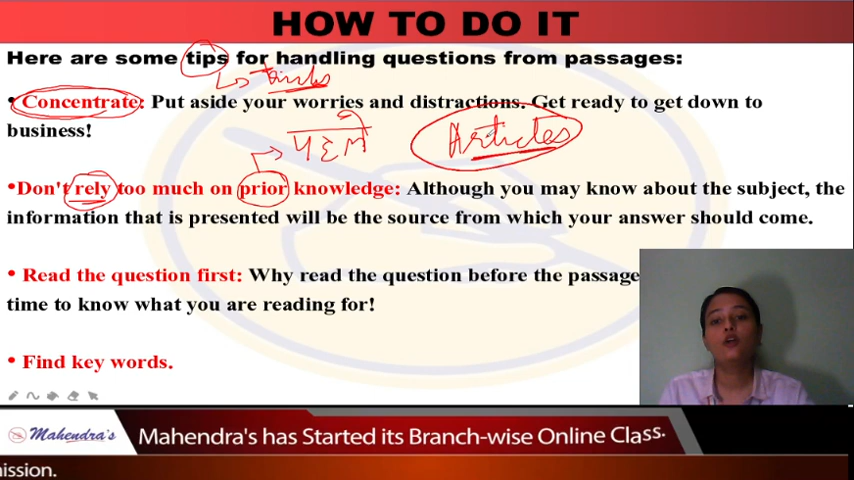 HOW TO DO IT
Here are some tips for handling questions from passages:
Tricks
• Concentrate: Put aside your worries and distractions. Get ready to get down to
business!
पहले
Articles
•Don't rely too much on prior knowledge: Although you may know about the subject, the
information that is presented will be the source from which your answer should come.
• Read the question first: Why read the question before the passage
time to know what you are reading for!
• Find key words.
Mahendra's
Mahendra's has Started its Branch-wise Online Class.
ission.